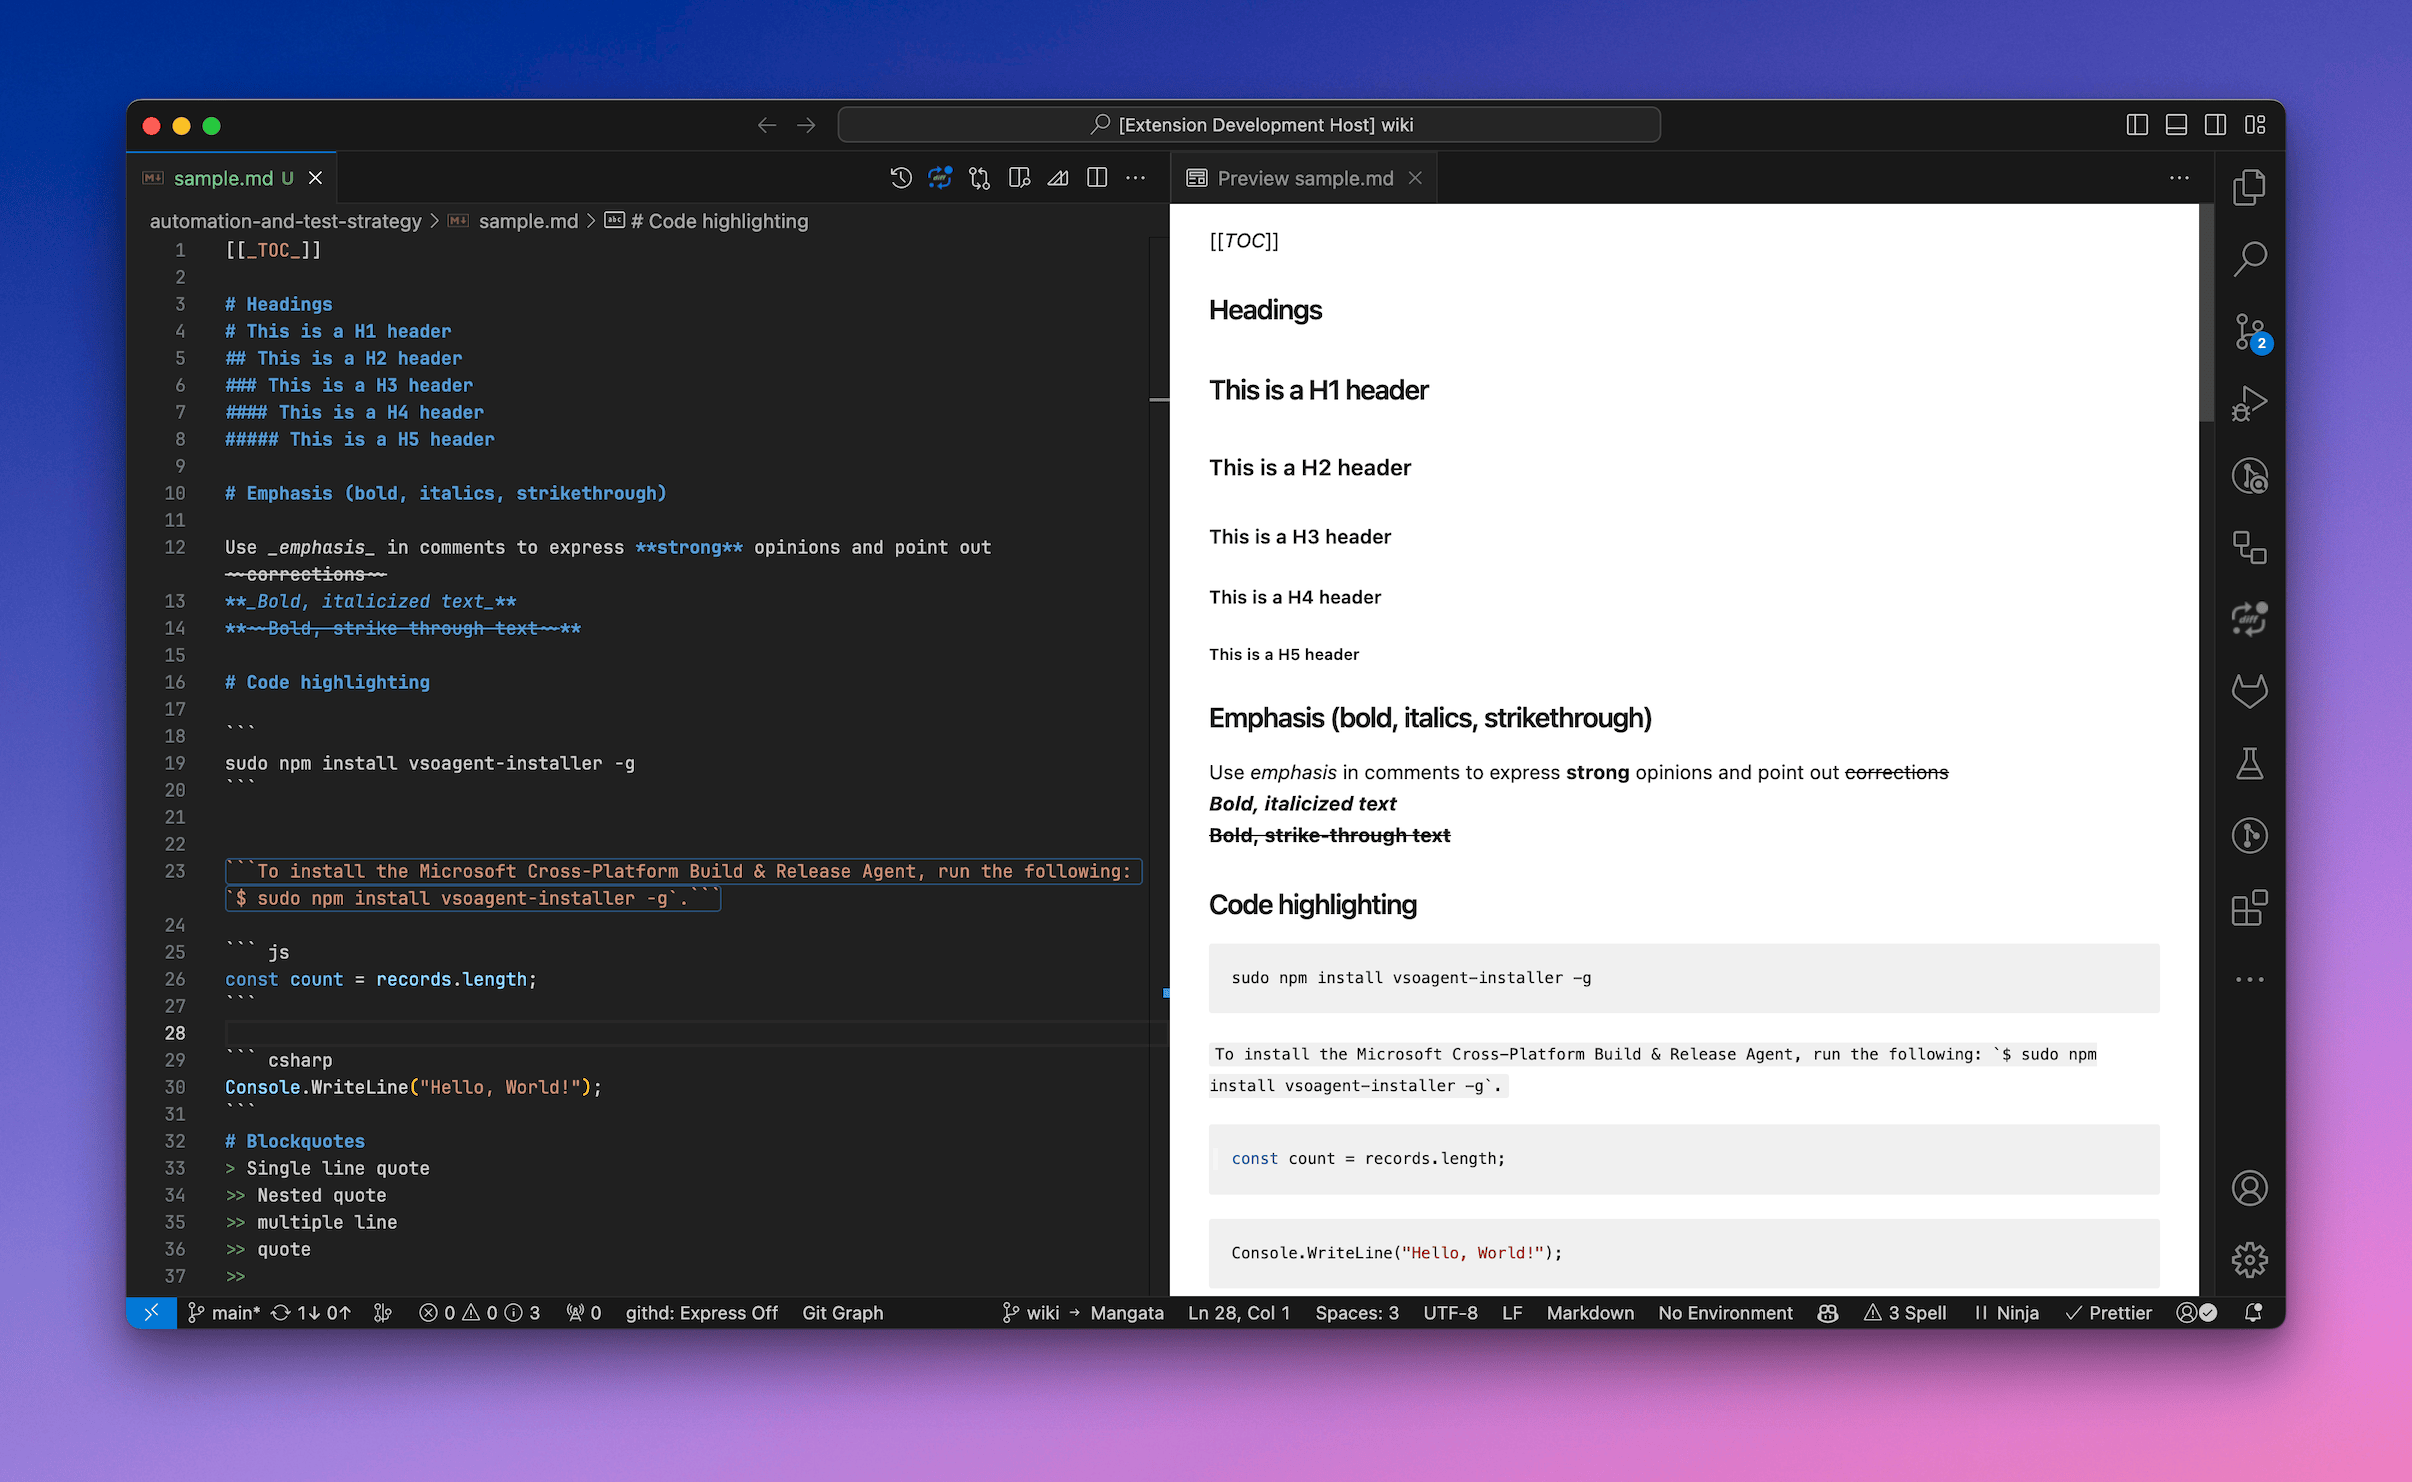 [Extension Development Host] wiki
sample.md U
Preview sample.md
automation-and-test-strategy > sample.md > # Code highlighting
1 [[_TOC_]]
2
3 # Headings
4 # This is a H1 header
5 ## This is a H2 header
6 ### This is a H3 header
7 #### This is a H4 header
8 ##### This is a H5 header
9
10 # Emphasis (bold, italics, strikethrough)
11
12 Use _emphasis_ in comments to express **strong** opinions and point out
~~corrections~~
13 **_Bold, italicized text_**
14 **~~Bold, strike-through text~~**
15
16 # Code highlighting
17
18 ```
19 sudo npm install vsoagent-installer -g
20 ```
21
22
23 ```To install the Microsoft Cross-Platform Build & Release Agent, run the following:
`$ sudo npm install vsoagent-installer -g`.```
24
25 ``` js
26 const count = records.length;
27 ```
28
29 ``` csharp
30 Console.WriteLine("Hello, World!");
31 ```
32 # Blockquotes
33 > Single line quote
34 >> Nested quote
35 >> multiple line
36 >> quote
37 >>
[[TOC]]
Headings
This is a H1 header
This is a H2 header
This is a H3 header
This is a H4 header
This is a H5 header
Emphasis (bold, italics, strikethrough)
Use emphasis in comments to express strong opinions and point out corrections
Bold, italicized text
Bold, strike-through text
Code highlighting
sudo npm install vsoagent-installer -g
To install the Microsoft Cross-Platform Build & Release Agent, run the following: `$ sudo npm
install vsoagent-installer -g`.
const count = records.length;
Console.WriteLine("Hello, World!");
2
diff
main* 1↓ 0↑ 0 0 3 0 githd: Express Off Git Graph wiki → Mangata Ln 28, Col 1 Spaces: 3 UTF-8 LF Markdown No Environment 3 Spell Ninja Prettier